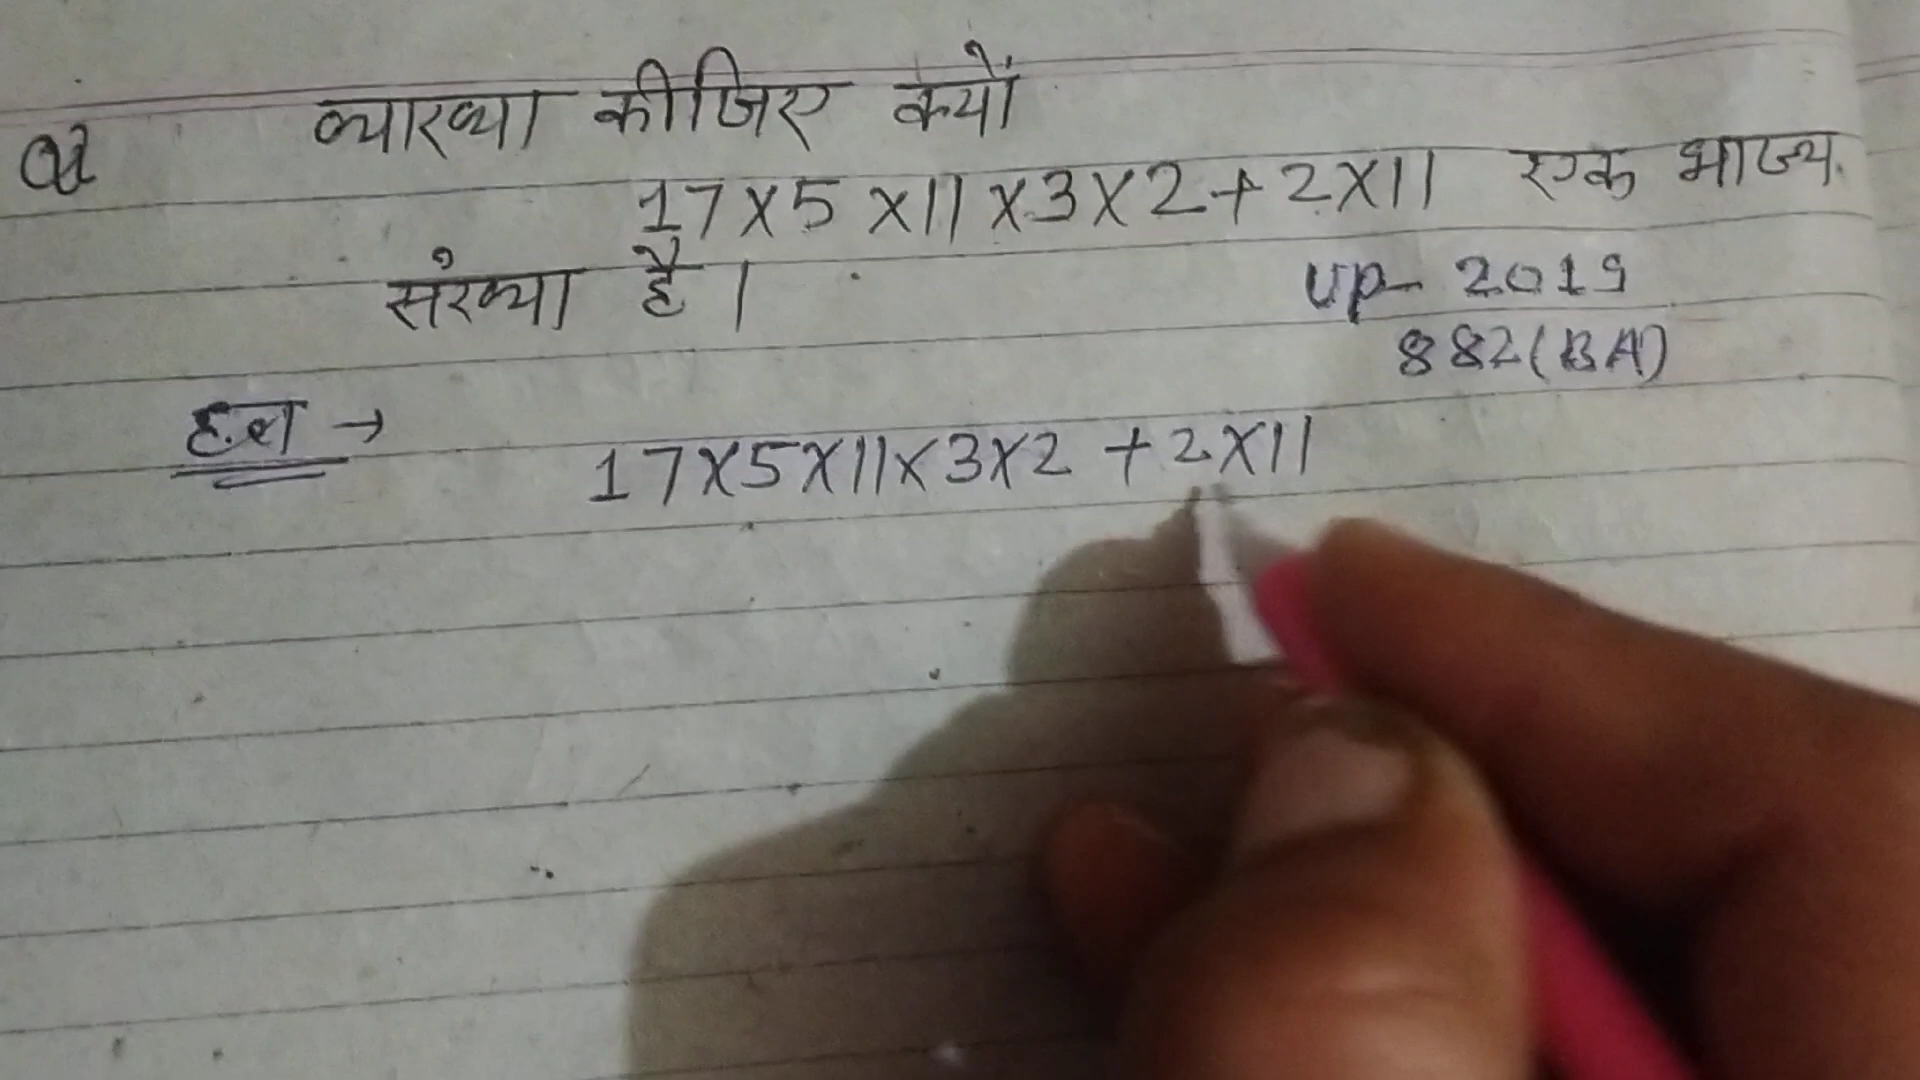 Q1 व्याख्या कीजिए क्यों
17×5×11×3×2+2×11 एक भाज्य
संख्या है।
UP- 2019
882(BA)
हल →
17×5×11×3×2 +2×11